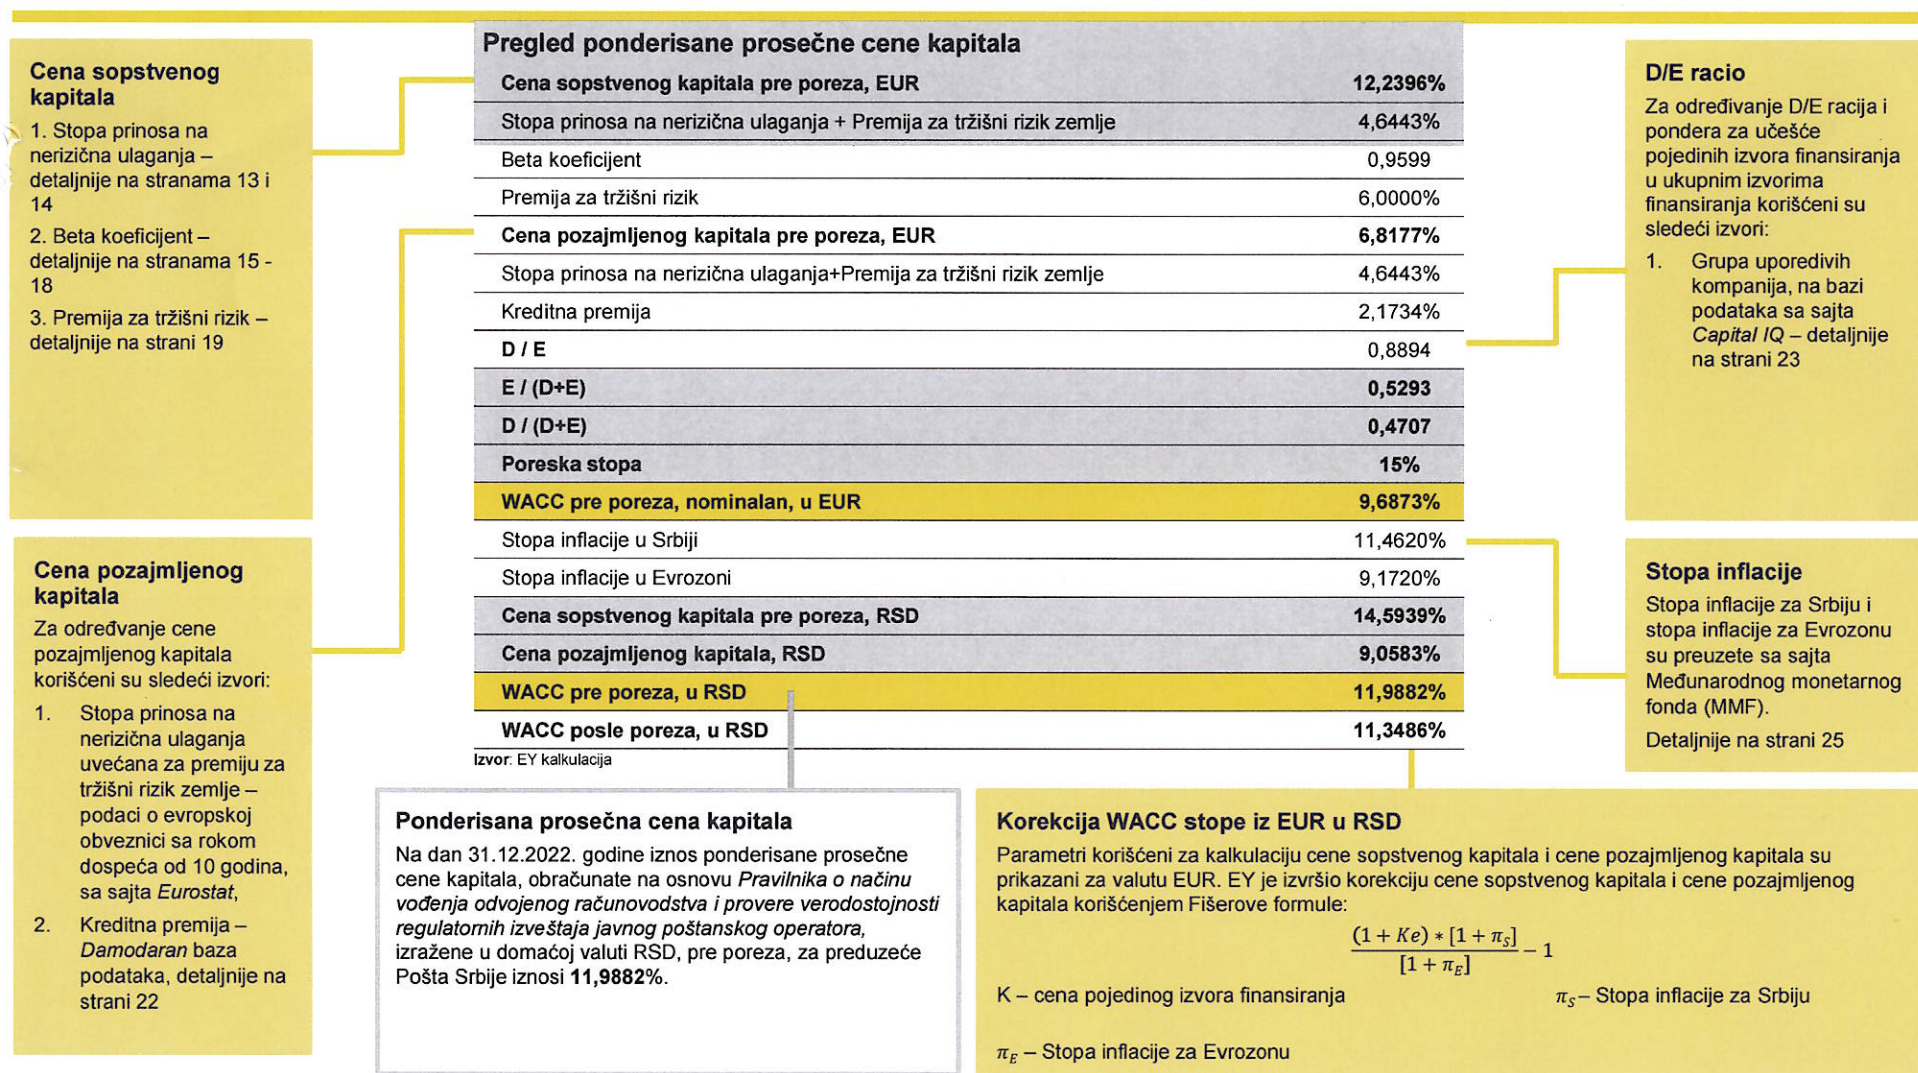 Cena sopstvenog
kapitala
1. Stopa prinosa na
nerizična ulaganja –
detaljnije na stranama 13 i
14
2. Beta koeficijent –
detaljnije na stranama 15 -
18
3. Premija za tržišni rizik –
detaljnije na strani 19
Cena pozajmljenog
kapitala
Za određvanje cene
pozajmljenog kapitala
korišćeni su sledeći izvori:
1. Stopa prinosa na
nerizična ulaganja
uvećana za premiju za
tržišni rizik zemlje –
podaci o evropskoj
obveznici sa rokom
dospeća od 10 godina,
sa sajta Eurostat,
2. Kreditna premija –
Damodaran baza
podataka, detaljnije na
strani 22
Pregled ponderisane prosečne cene kapitala
Cena sopstvenog kapitala pre poreza, EUR 12,2396%
Stopa prinosa na nerizična ulaganja + Premija za tržišni rizik zemlje 4,6443%
Beta koeficijent 0,9599
Premija za tržišni rizik 6,0000%
Cena pozajmljenog kapitala pre poreza, EUR 6,8177%
Stopa prinosa na nerizična ulaganja+Premija za tržišni rizik zemlje 4,6443%
Kreditna premija 2,1734%
D / E 0,8894
E / (D+E) 0,5293
D / (D+E) 0,4707
Poreska stopa 15%
WACC pre poreza, nominalan, u EUR 9,6873%
Stopa inflacije u Srbiji 11,4620%
Stopa inflacije u Evrozoni 9,1720%
Cena sopstvenog kapitala pre poreza, RSD 14,5939%
Cena pozajmljenog kapitala, RSD 9,0583%
WACC pre poreza, u RSD 11,9882%
WACC posle poreza, u RSD 11,3486%
Izvor: EY kalkulacija
D/E racio
Za određivanje D/E racija i
pondera za učešće
pojedinih izvora finansiranja
u ukupnim izvorima
finansiranja korišćeni su
sledeći izvori:
1. Grupa uporedivih
kompanija, na bazi
podataka sa sajta
Capital IQ – detaljnije
na strani 23
Stopa inflacije
Stopa inflacije za Srbiju i
stopa inflacije za Evrozonu
su preuzete sa sajta
Međunarodnog monetarnog
fonda (MMF).
Detaljnije na strani 25
Ponderisana prosečna cena kapitala
Na dan 31.12.2022. godine iznos ponderisane prosečne
cene kapitala, obračunate na osnovu Pravilnika o načinu
vođenja odvojenog računovodstva i provere verodostojnosti
regulatornih izveštaja javnog poštanskog operatora,
izražene u domaćoj valuti RSD, pre poreza, za preduzeće
Pošta Srbije iznosi 11,9882%.
Korekcija WACC stope iz EUR u RSD
Parametri korišćeni za kalkulaciju cene sopstvenog kapitala i cene pozajmljenog kapitala su
prikazani za valutu EUR. EY je izvršio korekciju cene sopstvenog kapitala i cene pozajmljenog
kapitala korišćenjem Fišerove formule:
(1 + Ke) * [1 + π_S]
[1 + π_E] – 1
K – cena pojedinog izvora finansiranja π_S – Stopa inflacije za Srbiju
π_E – Stopa inflacije za Evrozonu